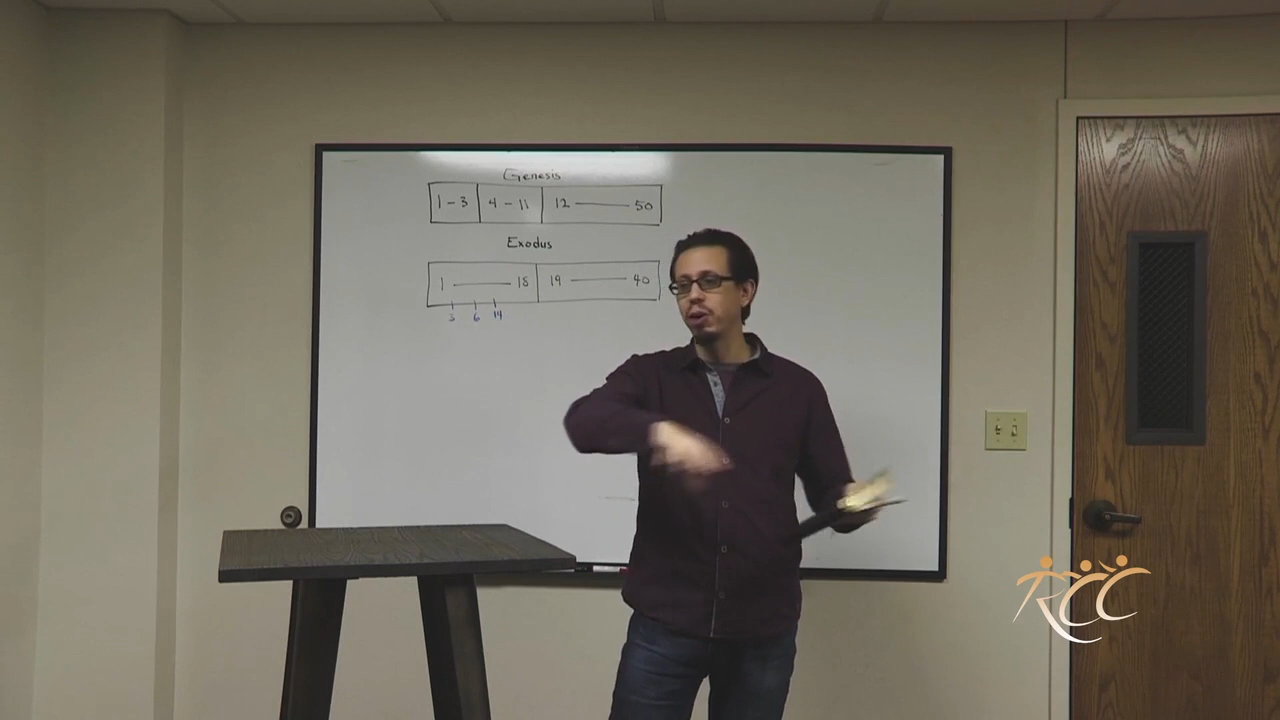 Genesis
1 - 3 4 - 11 12 — 50
Exodus
1 — 18 19 — 40
3 6 14
RCC